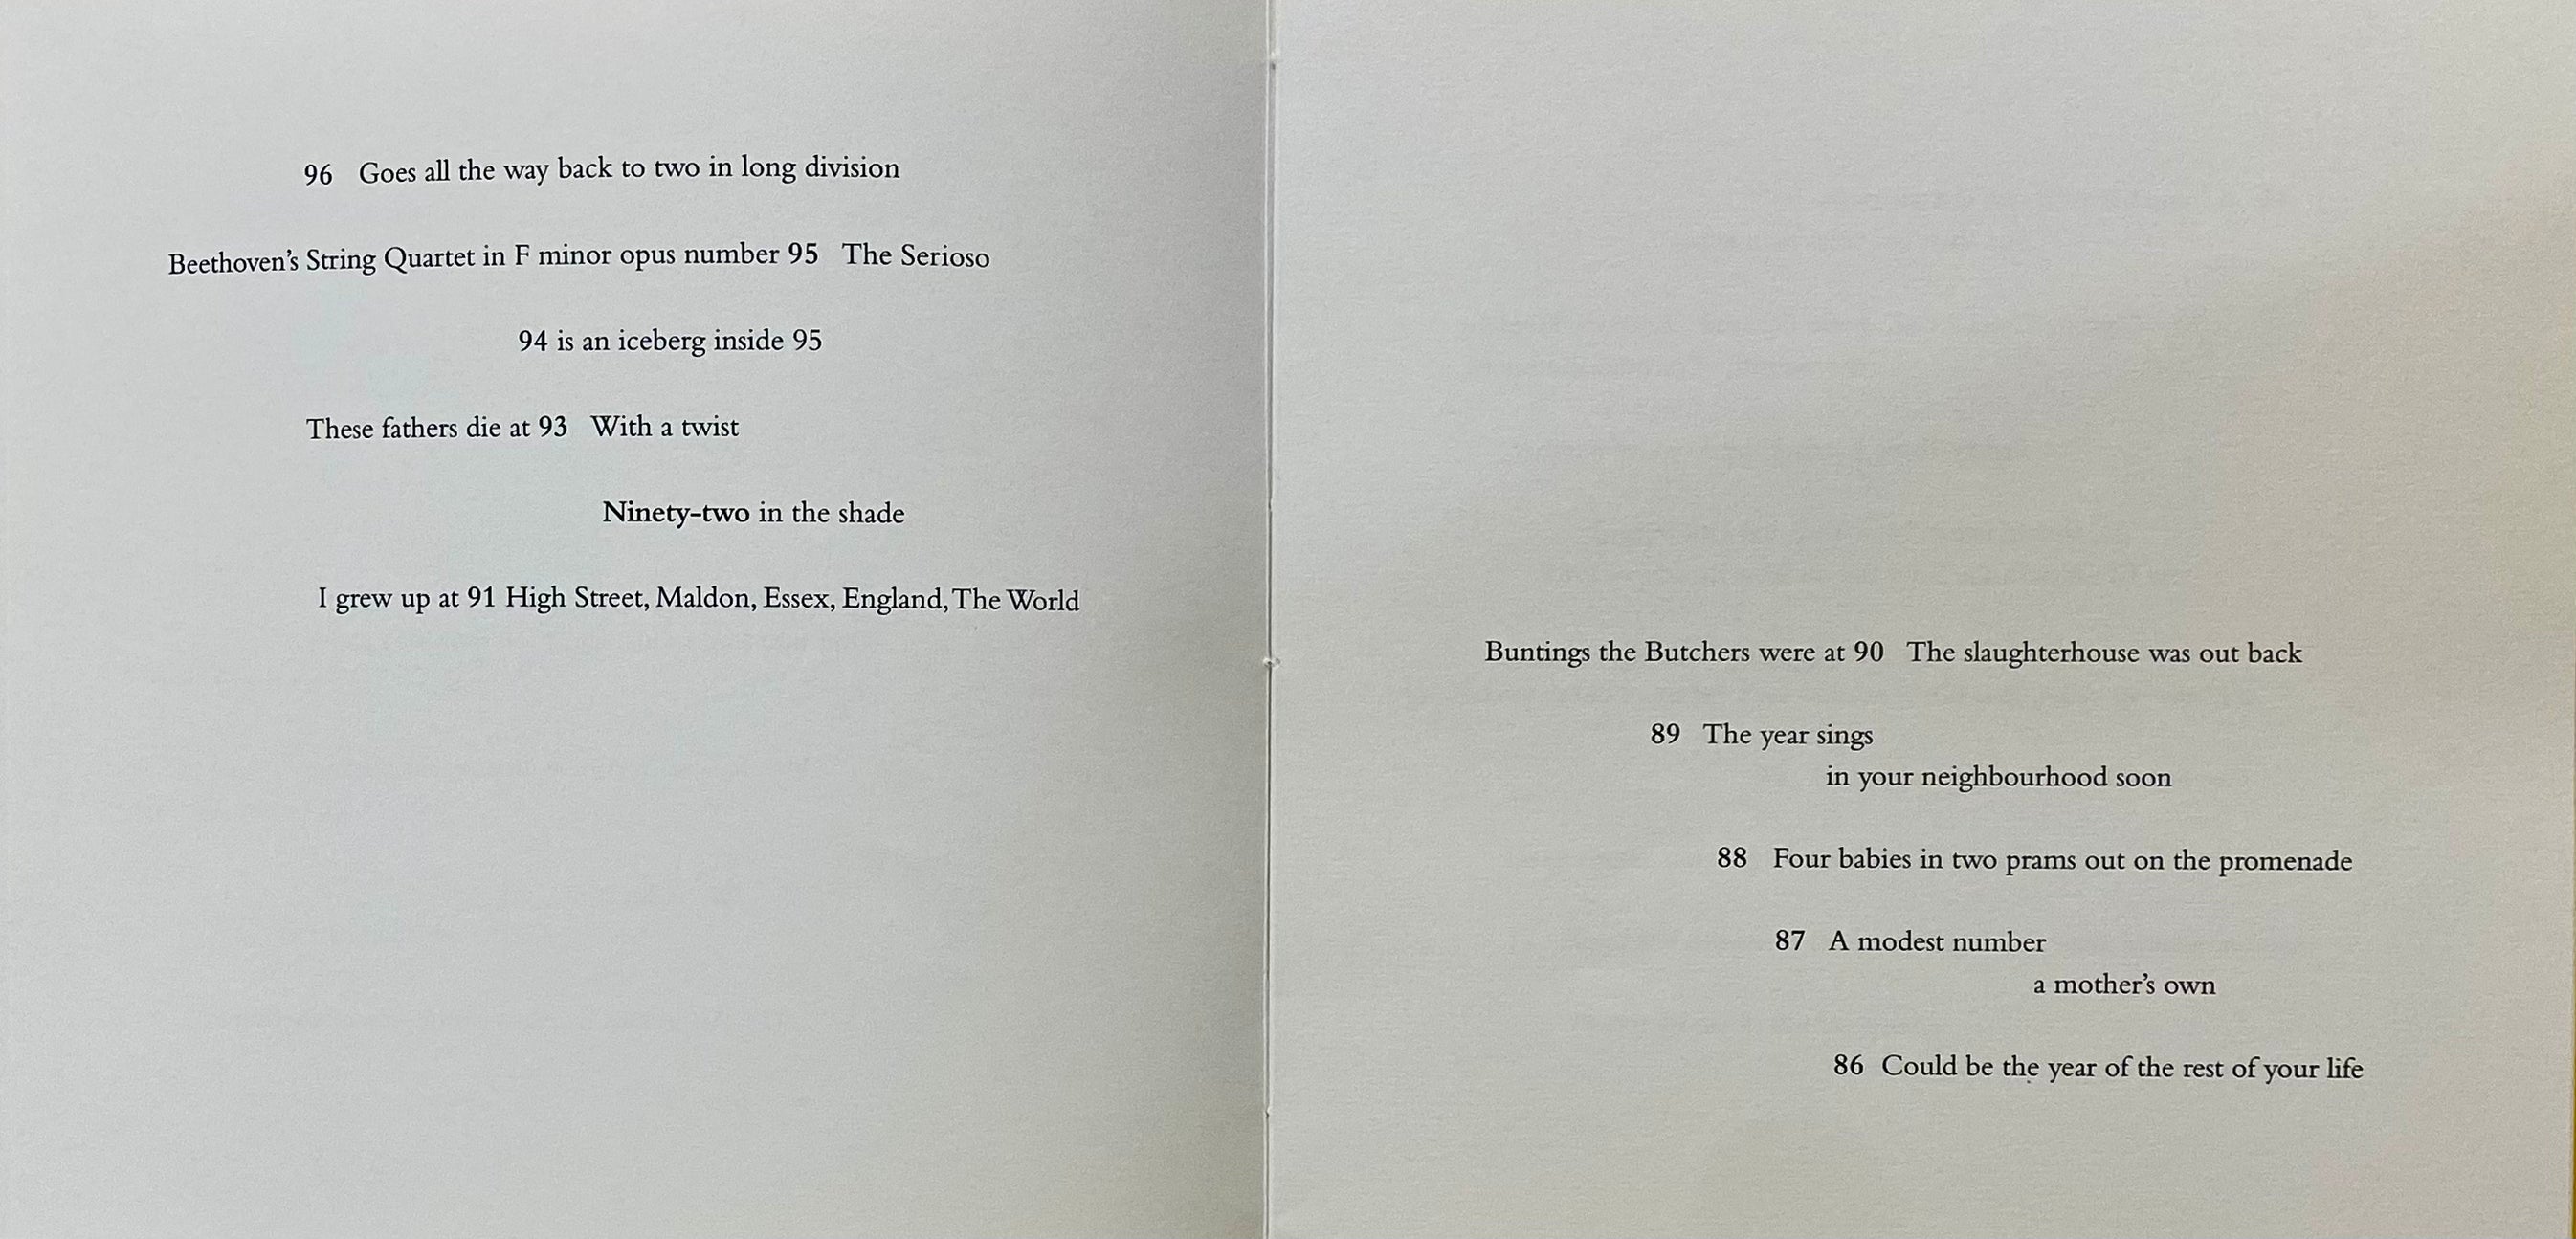 96 Goes all the way back to two in long division
Beethoven's String Quartet in F minor opus number 95 The Serioso
94 is an iceberg inside 95
These fathers die at 93 With a twist
Ninety-two in the shade
I grew up at 91 High Street, Maldon, Essex, England, The World
Buntings the Butchers were at 90 The slaughterhouse was out back
89 The year sings
in your neighbourhood soon
88 Four babies in two prams out on the promenade
87 A modest number
a mother's own
86 Could be the year of the rest of your life